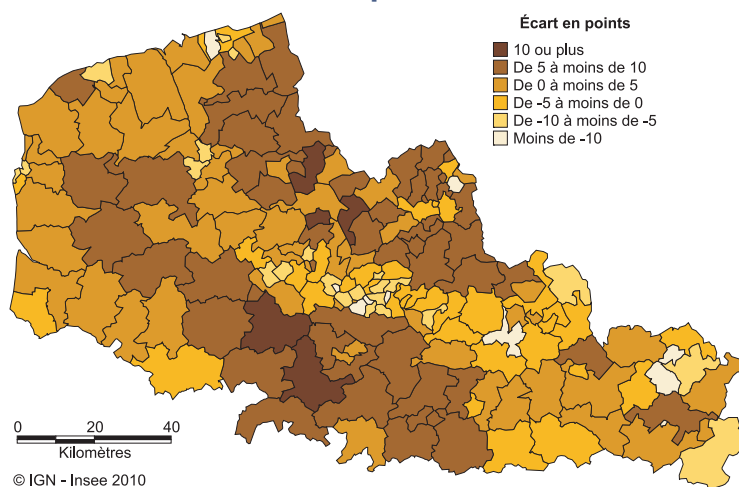 Écart en points
10 ou plus
De 5 à moins de 10
De 0 à moins de 5
De -5 à moins de 0
De -10 à moins de -5
Moins de -10
0 20 40
Kilomètres
© IGN - Insee 2010